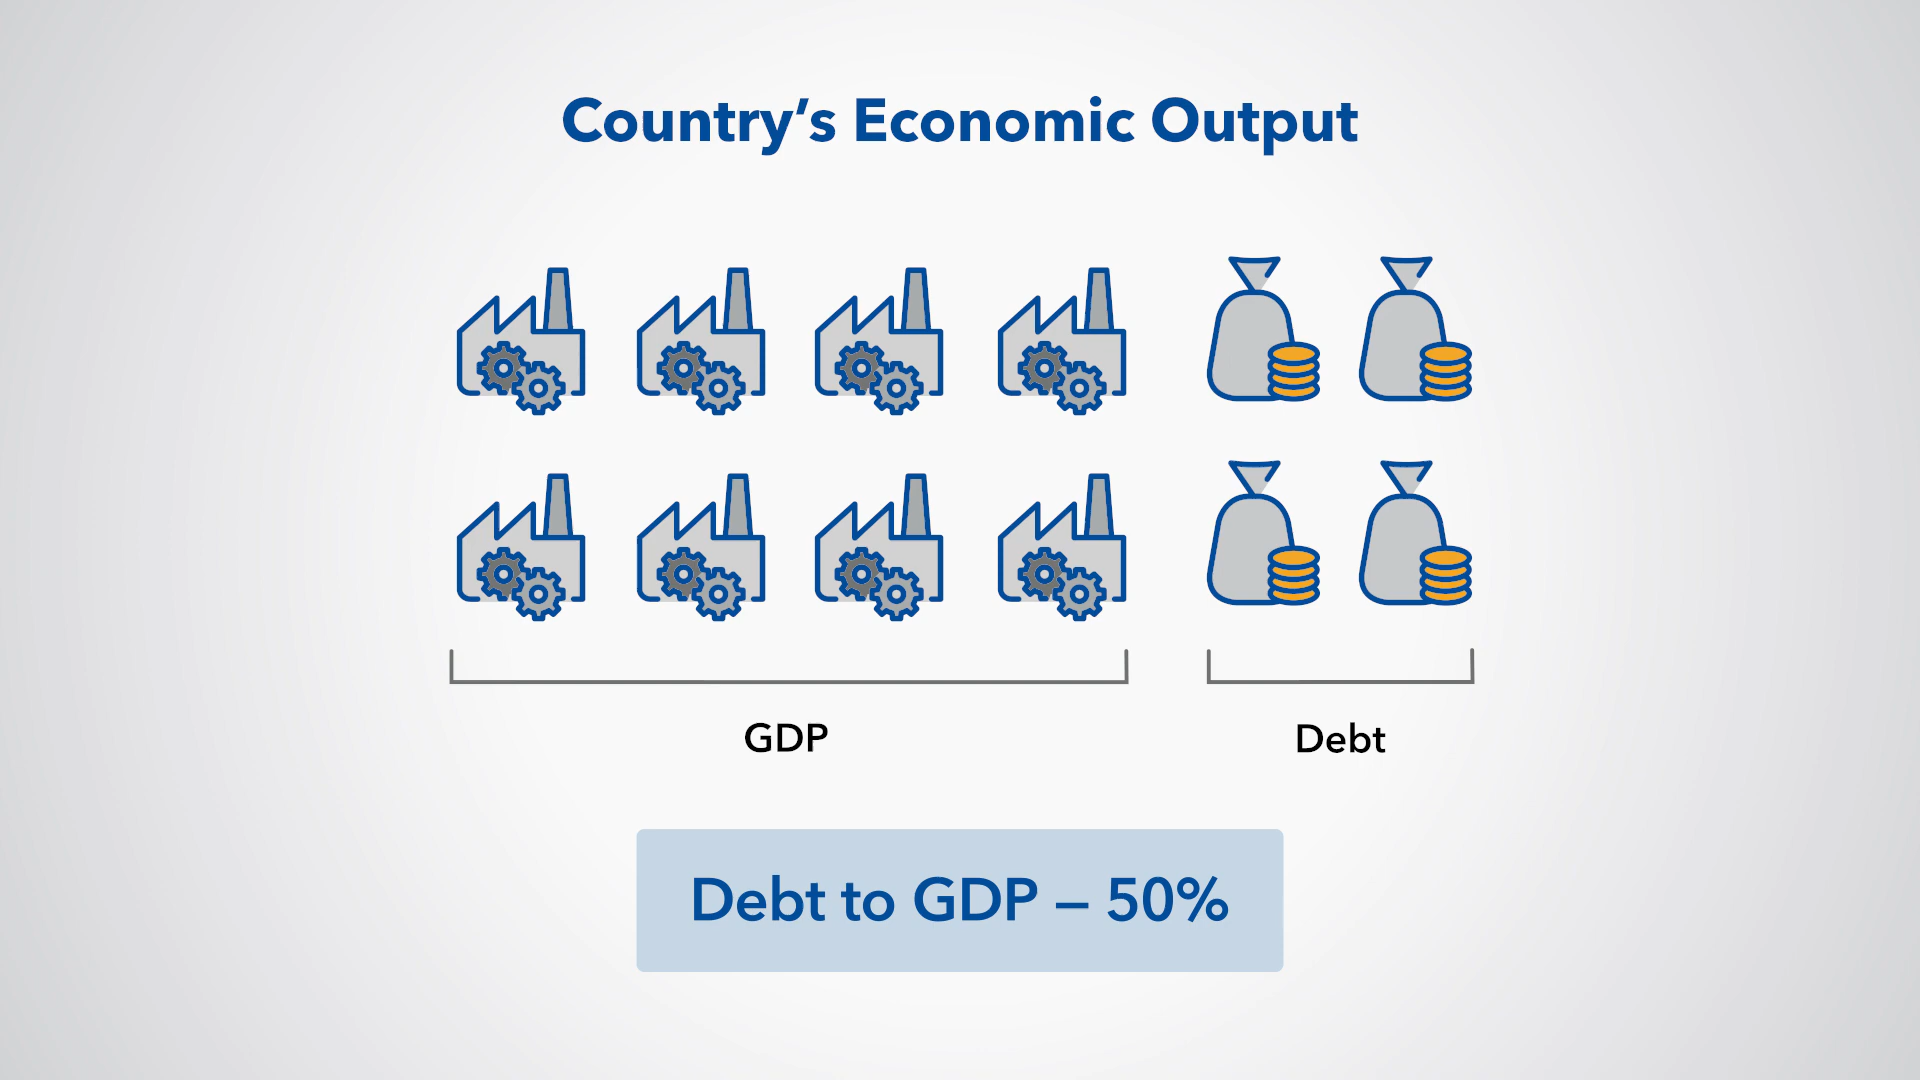 Country’s Economic Output
GDP
Debt
Debt to GDP – 50%